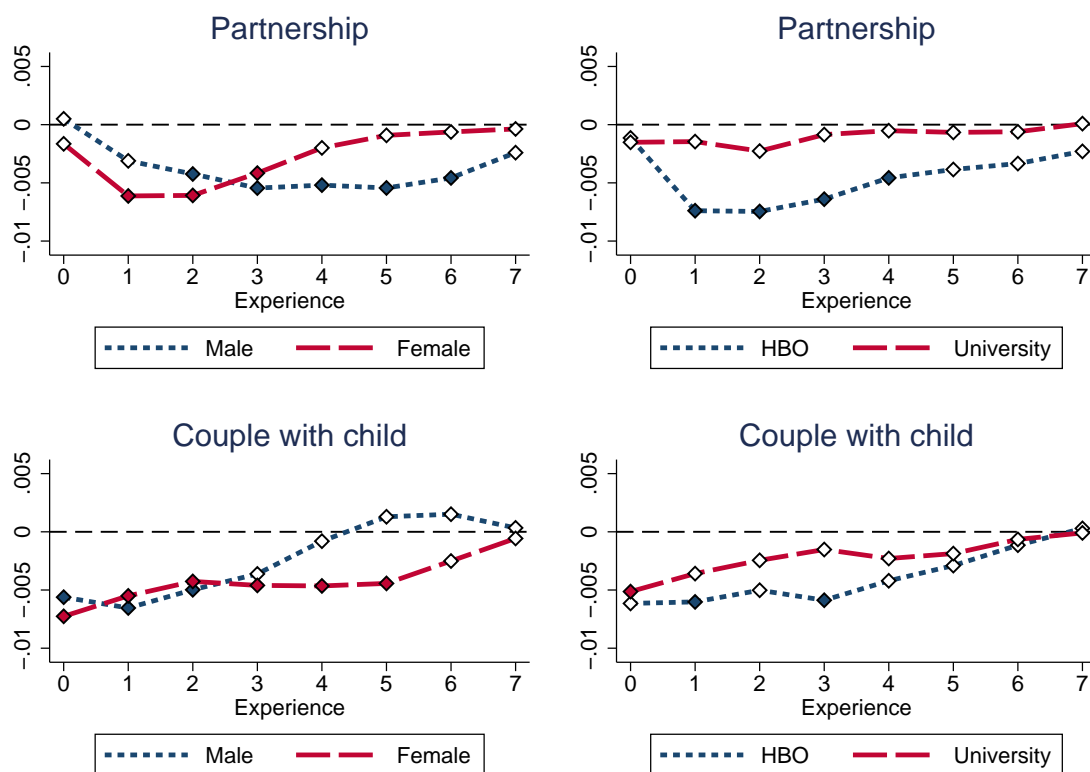 Partnership
.005
0
−.005
−.01
0 1 2 3 4 5 6 7
Experience
Male Female
Partnership
.005
0
−.005
−.01
0 1 2 3 4 5 6 7
Experience
HBO University
Couple with child
.005
0
−.005
−.01
0 1 2 3 4 5 6 7
Experience
Male Female
Couple with child
.005
0
−.005
−.01
0 1 2 3 4 5 6 7
Experience
HBO University